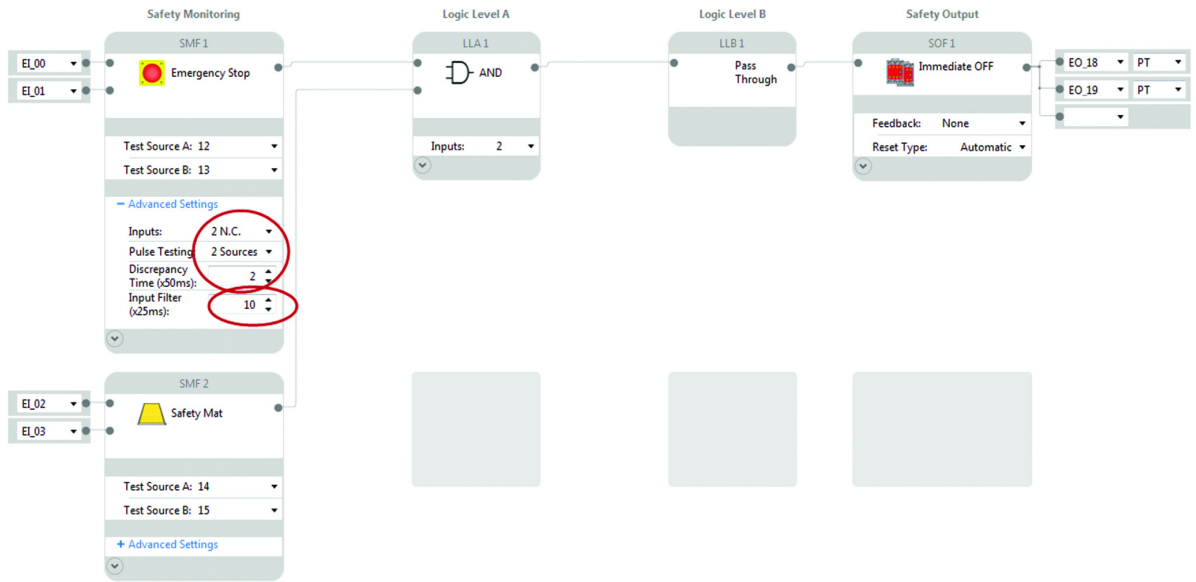 Safety Monitoring
Logic Level A
Logic Level B
Safety Output
SMF 1
LLA 1
LLB 1
SOF 1
EI_00
EI_01
Emergency Stop
AND
Pass
Through
Immediate OFF
EO_18 PT
EO_19 PT
Test Source A: 12
Test Source B: 13
Inputs: 2
Feedback: None
Reset Type: Automatic
− Advanced Settings
Inputs: 2 N.C.
Pulse Testing 2 Sources
Discrepancy
Time (x50ms): 2
Input Filter
(x25ms): 10
SMF 2
EI_02
EI_03
Safety Mat
Test Source A: 14
Test Source B: 15
+ Advanced Settings